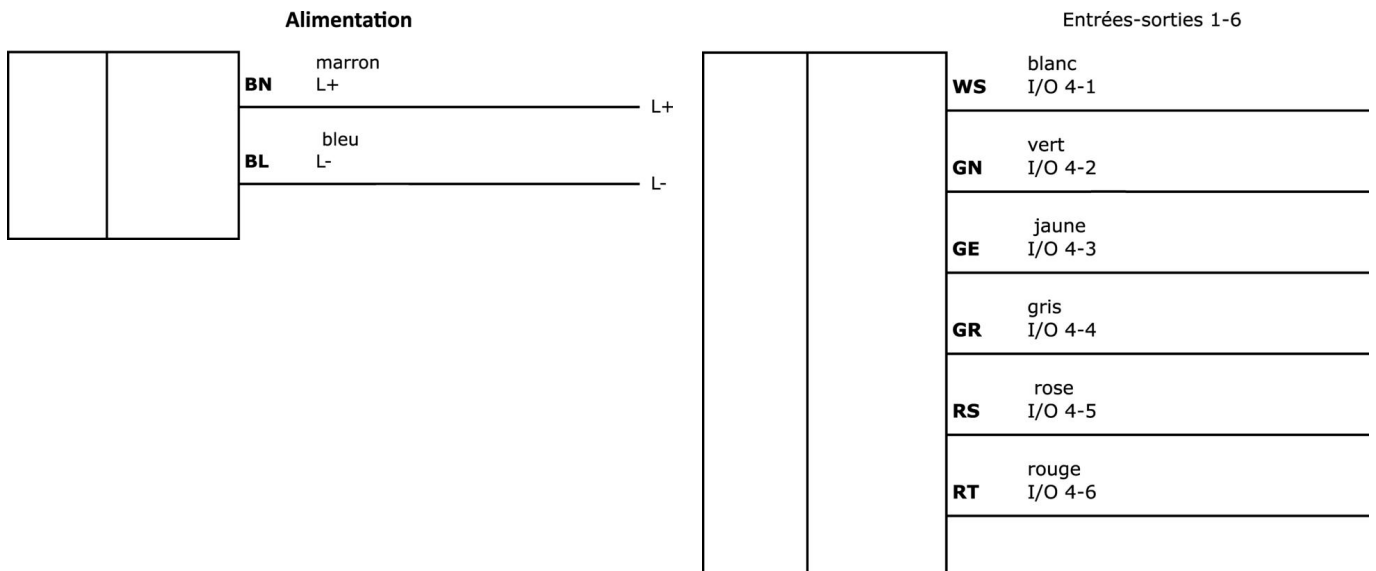 Alimentation
marron
BN L+
L+
bleu
BL L-
L-
Entrées-sorties 1-6
blanc
WS I/O 4-1
vert
GN I/O 4-2
jaune
GE I/O 4-3
gris
GR I/O 4-4
rose
RS I/O 4-5
rouge
RT I/O 4-6